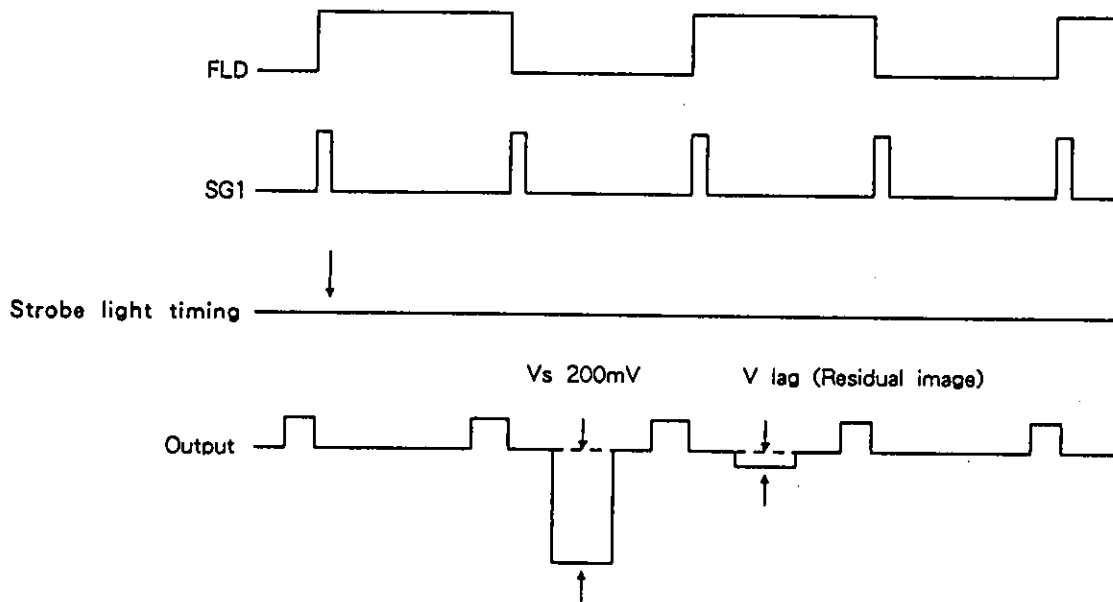 FLD
SG1
Strobe light timing
Vs 200mV
V lag (Residual image)
Output